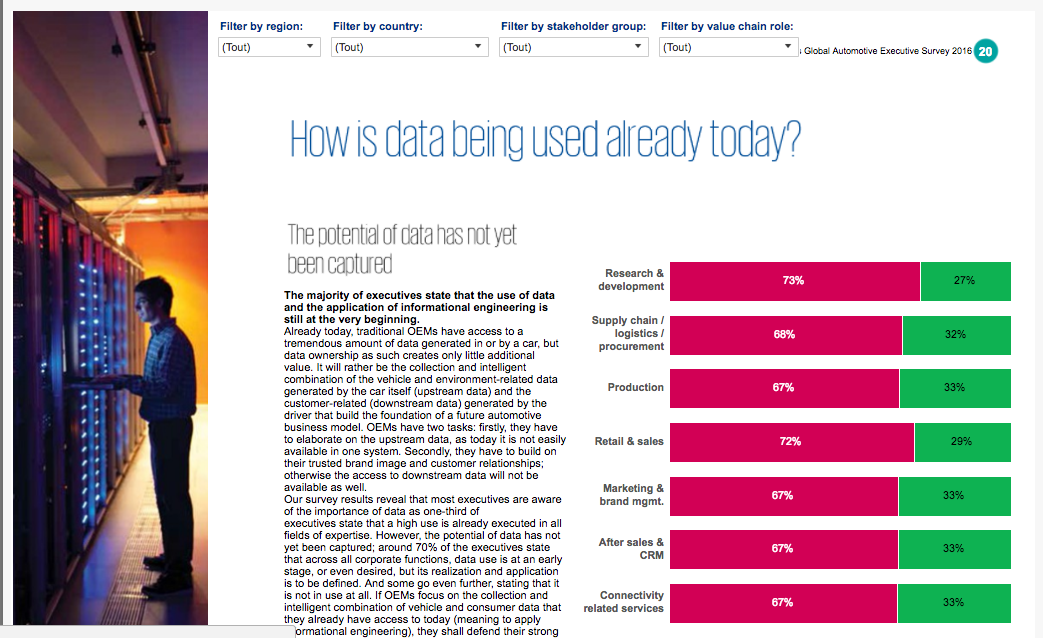 Filter by region: Filter by country: Filter by stakeholder group: Filter by value chain role:
(Tout) (Tout) (Tout) (Tout)
Global Automotive Executive Survey 2016 20
How is data being used already today?
The potential of data has not yet
been captured
The majority of executives state that the use of data
and the application of informational engineering is
still at the very beginning.
Already today, traditional OEMs have access to a
tremendous amount of data generated in or by a car, but
data ownership as such creates only little additional
value. It will rather be the collection and intelligent
combination of the vehicle and environment-related data
generated by the car itself (upstream data) and the
customer-related (downstream data) generated by the
driver that build the foundation of a future automotive
business model. OEMs have two tasks: firstly, they have
to elaborate on the upstream data, as today it is not easily
available in one system. Secondly, they have to build on
their trusted brand image and customer relationships;
otherwise the access to downstream data will not be
available as well.
Our survey results reveal that most executives are aware
of the importance of data as one-third of
executives state that a high use is already executed in all
fields of expertise. However, the potential of data has not
yet been captured; around 70% of the executives state
that across all corporate functions, data use is at an early
stage, or even desired, but its realization and application
is to be defined. And some go even further, stating that it
is not in use at all. If OEMs focus on the collection and
intelligent combination of vehicle and consumer data that
they already have access to today (meaning to apply
ormational engineering), they shall defend their strong
Research &
development
73% 27%
Supply chain /
logistics /
procurement
68% 32%
Production
67% 33%
Retail & sales
72% 29%
Marketing &
brand mgmt.
67% 33%
After sales &
CRM
67% 33%
Connectivity
related services
67% 33%